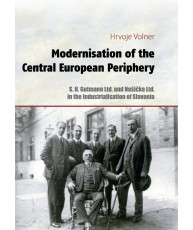 Hrvoje Volner
Modernisation of the
Central European Periphery
S. H. Gutmann Ltd. and Našička Ltd.
in the Industrialisation of Slavonia